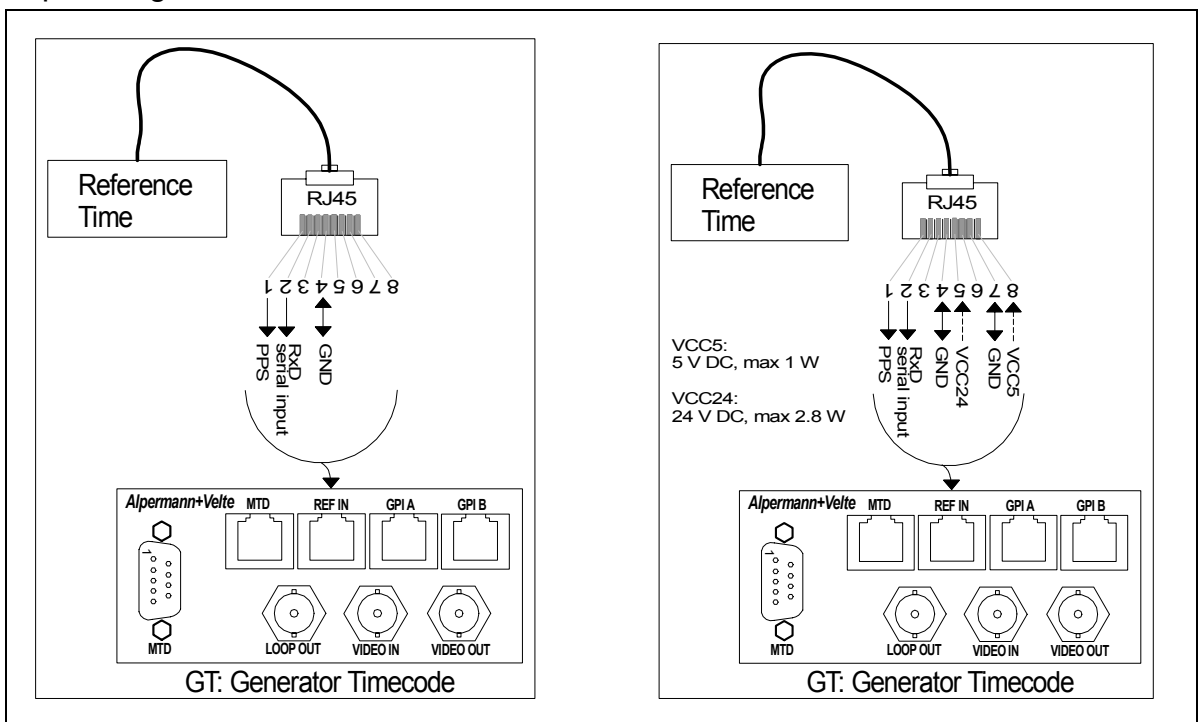 Reference
Time
RJ45
1 2 3 4 5 6 7 8
PPS
RxD
serial input
GND
Alpermann+Velte MTD REF IN GPI A GPI B
1
MTD LOOP OUT VIDEO IN VIDEO OUT
GT: Generator Timecode
Reference
Time
RJ45
1 2 3 4 5 6 7 8
VCC5:
5 V DC, max 1 W
VCC24:
24 V DC, max 2.8 W
PPS
RxD
serial input
GND
VCC24
GND
VCC5
Alpermann+Velte MTD REF IN GPI A GPI B
1
MTD LOOP OUT VIDEO IN VIDEO OUT
GT: Generator Timecode